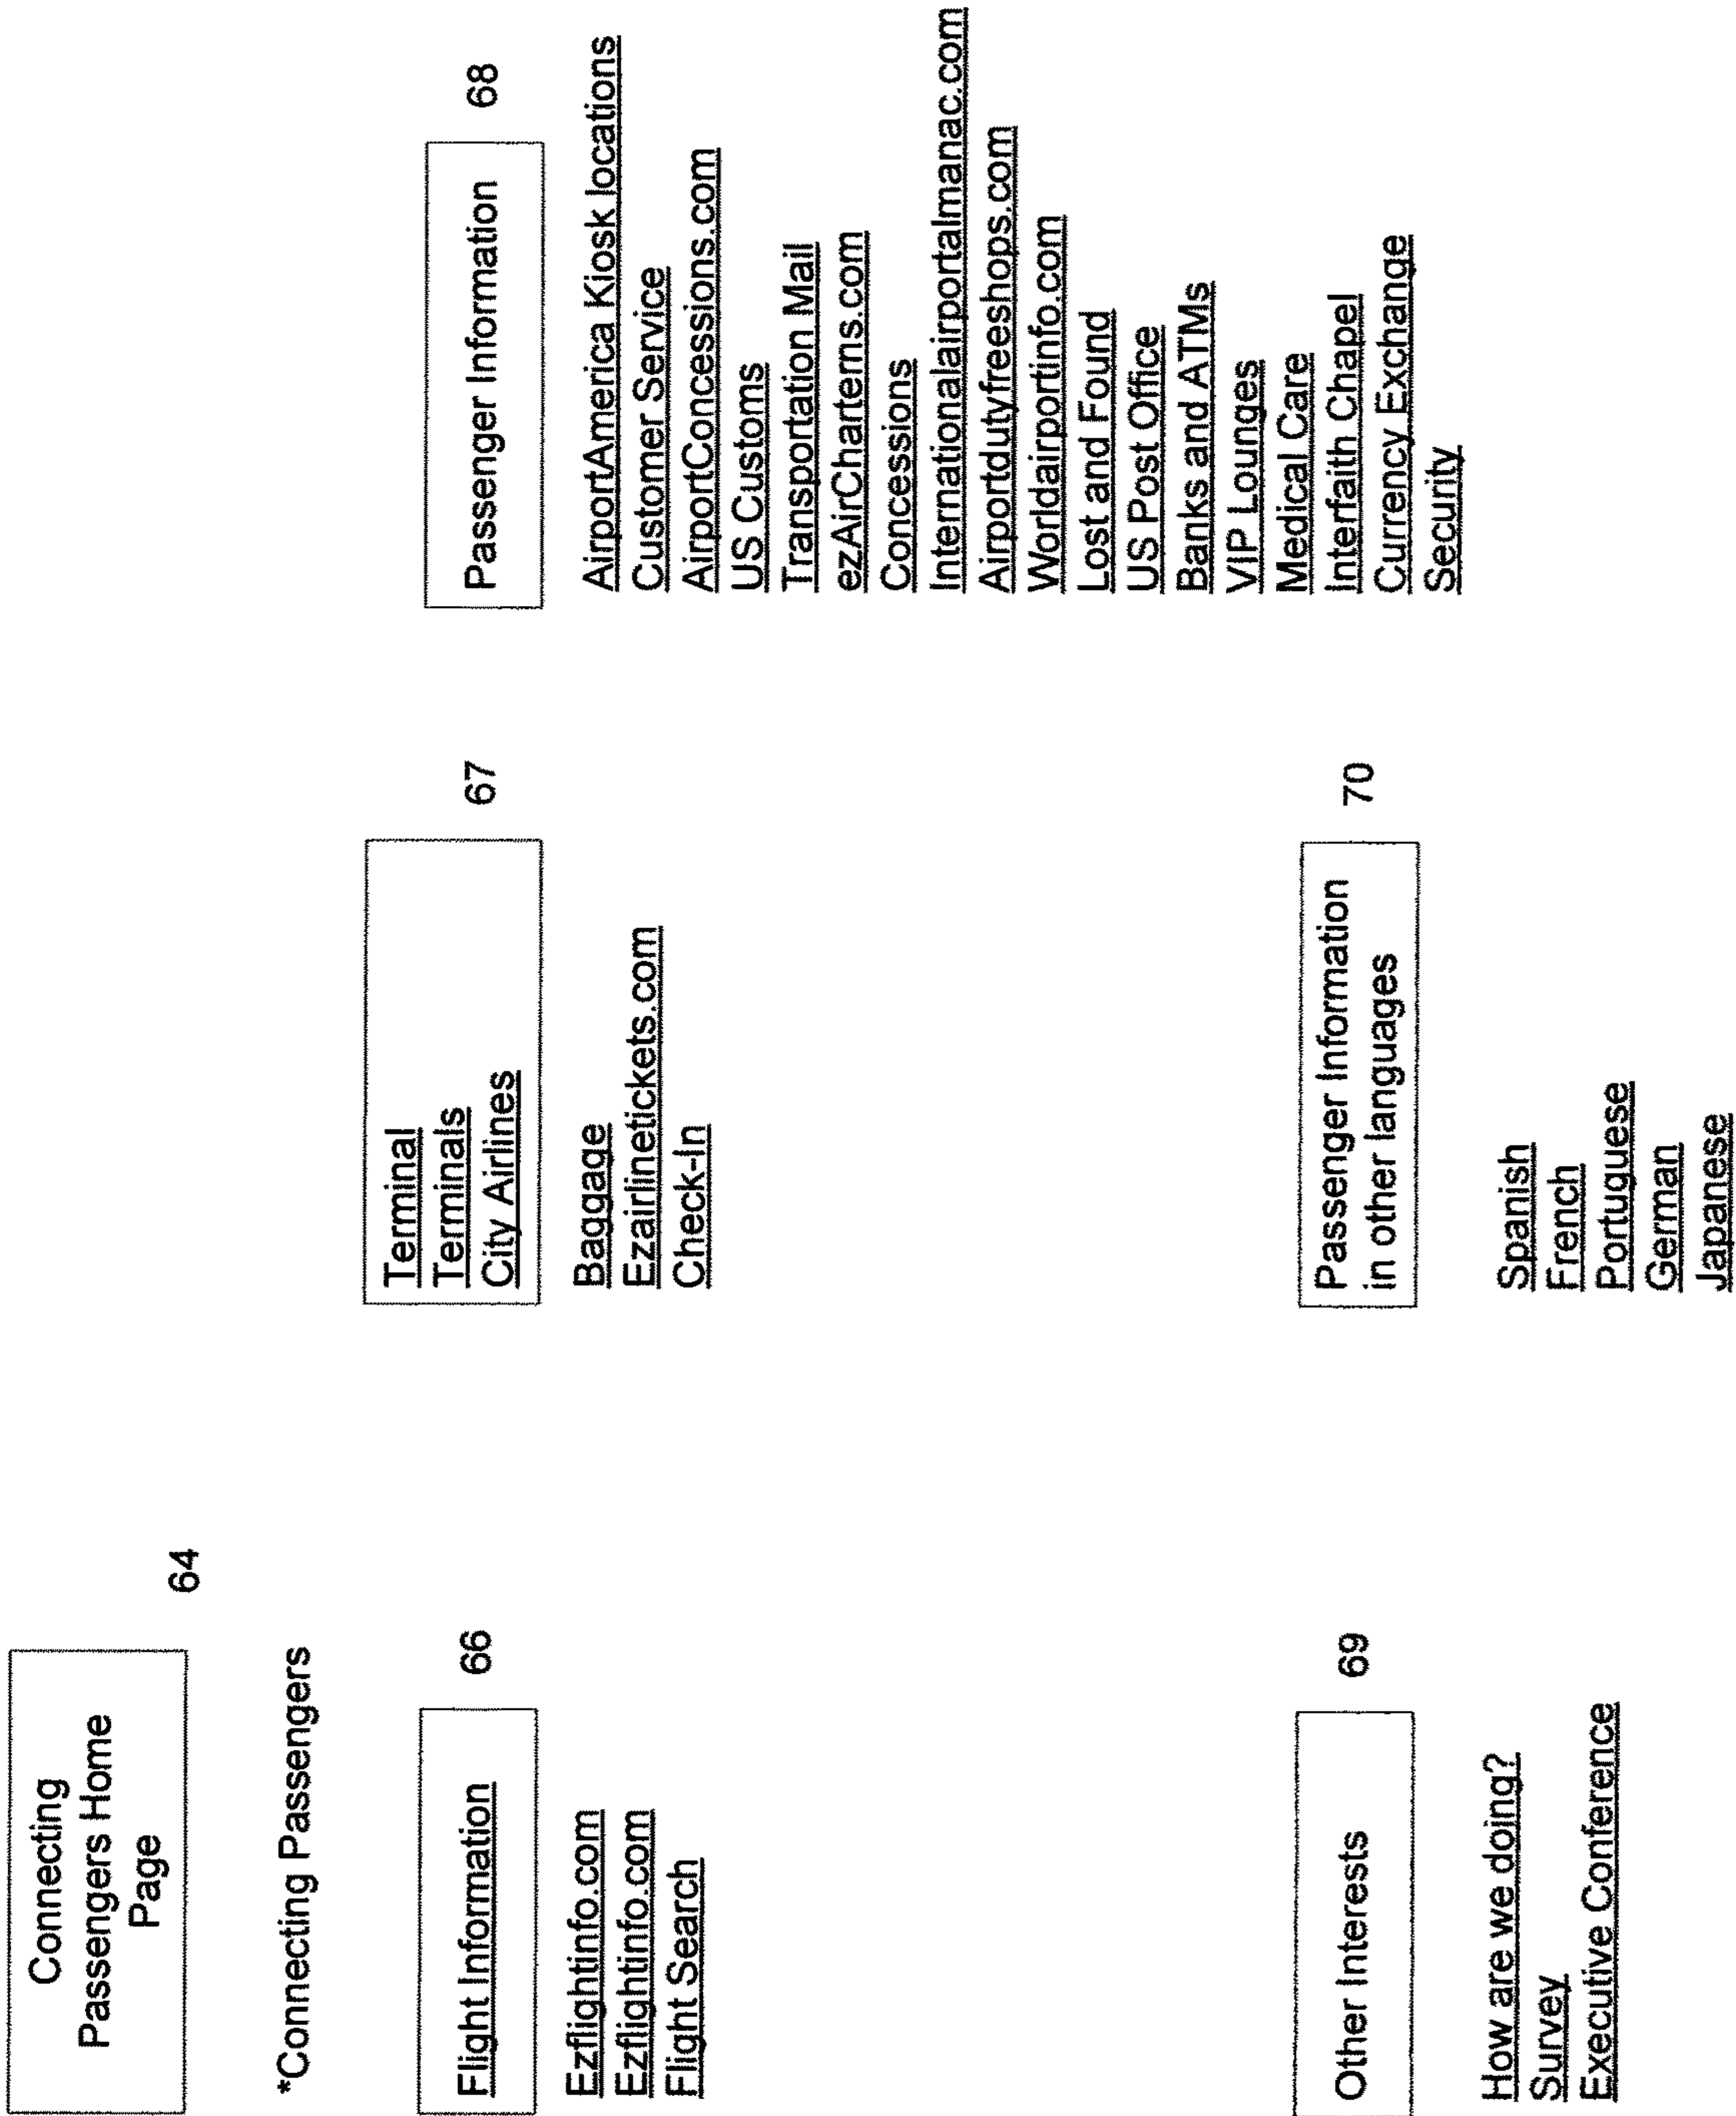 Connecting
Passengers Home
Page
64
*Connecting Passengers
Flight Information
66
Ezflightinfo.com
Ezflightinfo.com
Flight Search
Terminal
Terminals
City Airlines
67
Baggage
Ezairlinetickets.com
Check-In
Passenger Information
68
AirportAmerica Kiosk locations
Customer Service
AirportConcessions.com
US Customs
Transportation Mail
ezAirCharterns.com
Concessions
Internationalairportalmanac.com
Airportdutyfreeshops.com
Worldairportinfo.com
Lost and Found
US Post Office
Banks and ATMs
VIP Lounges
Medical Care
Interfaith Chapel
Currency Exchange
Security
Other Interests
69
How are we doing?
Survey
Executive Conference
Passenger Information
in other languages
70
Spanish
French
Portuguese
German
Japanese